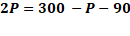 2P = 300 − P − 90